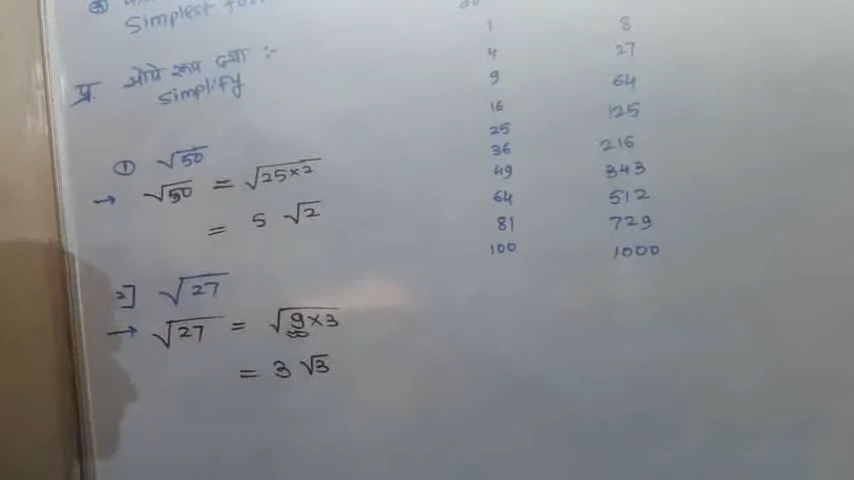 Simplest
प्र. सोपे रूप द्या :-
Simplify
① √50
→ √50 = √25×2
= 5 √2
2] √27
→ √27 = √9×3
= 3 √3
1 8
4 27
9 64
16 125
25
36 216
49 343
64 512
81 729
100 1000